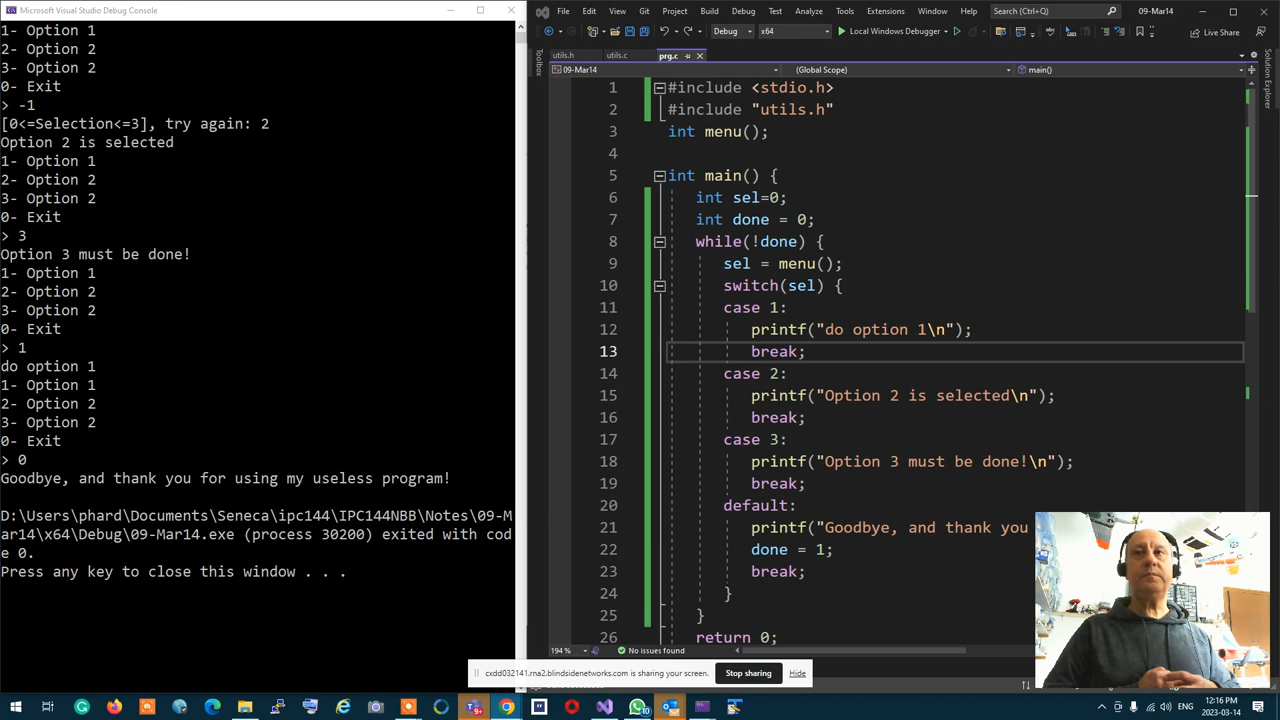 Microsoft Visual Studio Debug Console
1- Option 1
2- Option 2
3- Option 2
0- Exit
> -1
[0<=Selection<=3], try again: 2
Option 2 is selected
1- Option 1
2- Option 2
3- Option 2
0- Exit
> 3
Option 3 must be done!
1- Option 1
2- Option 2
3- Option 2
0- Exit
> 1
do option 1
1- Option 1
2- Option 2
3- Option 2
0- Exit
> 0
Goodbye, and thank you for using my useless program!
D:\Users\phard\Documents\Seneca\ipc144\IPC144NBB\Notes\09-M
ar14\x64\Debug\09-Mar14.exe (process 30200) exited with cod
e 0.
Press any key to close this window . . .
File Edit View Git Project Build Debug Test Analyze Tools Extensions Window Help Search (Ctrl+Q) 09-Mar14
Debug x64 Local Windows Debugger Live Share
Toolbox
utils.h utils.c prg.c
Solution Explorer
09-Mar14 (Global Scope) main()
1 #include <stdio.h>
2 #include "utils.h"
3 int menu();
4
5 int main() {
6 int sel=0;
7 int done = 0;
8 while(!done) {
9 sel = menu();
10 switch(sel) {
11 case 1:
12 printf("do option 1\n");
13 break;
14 case 2:
15 printf("Option 2 is selected\n");
16 break;
17 case 3:
18 printf("Option 3 must be done!\n");
19 break;
20 default:
21 printf("Goodbye, and thank you
22 done = 1;
23 break;
24 }
25 }
26 return 0;
194 % No issues found
cxdd032141.rna2.blindsidenetworks.com is sharing your screen. Stop sharing Hide
9+
12:16 PM
2023-03-14